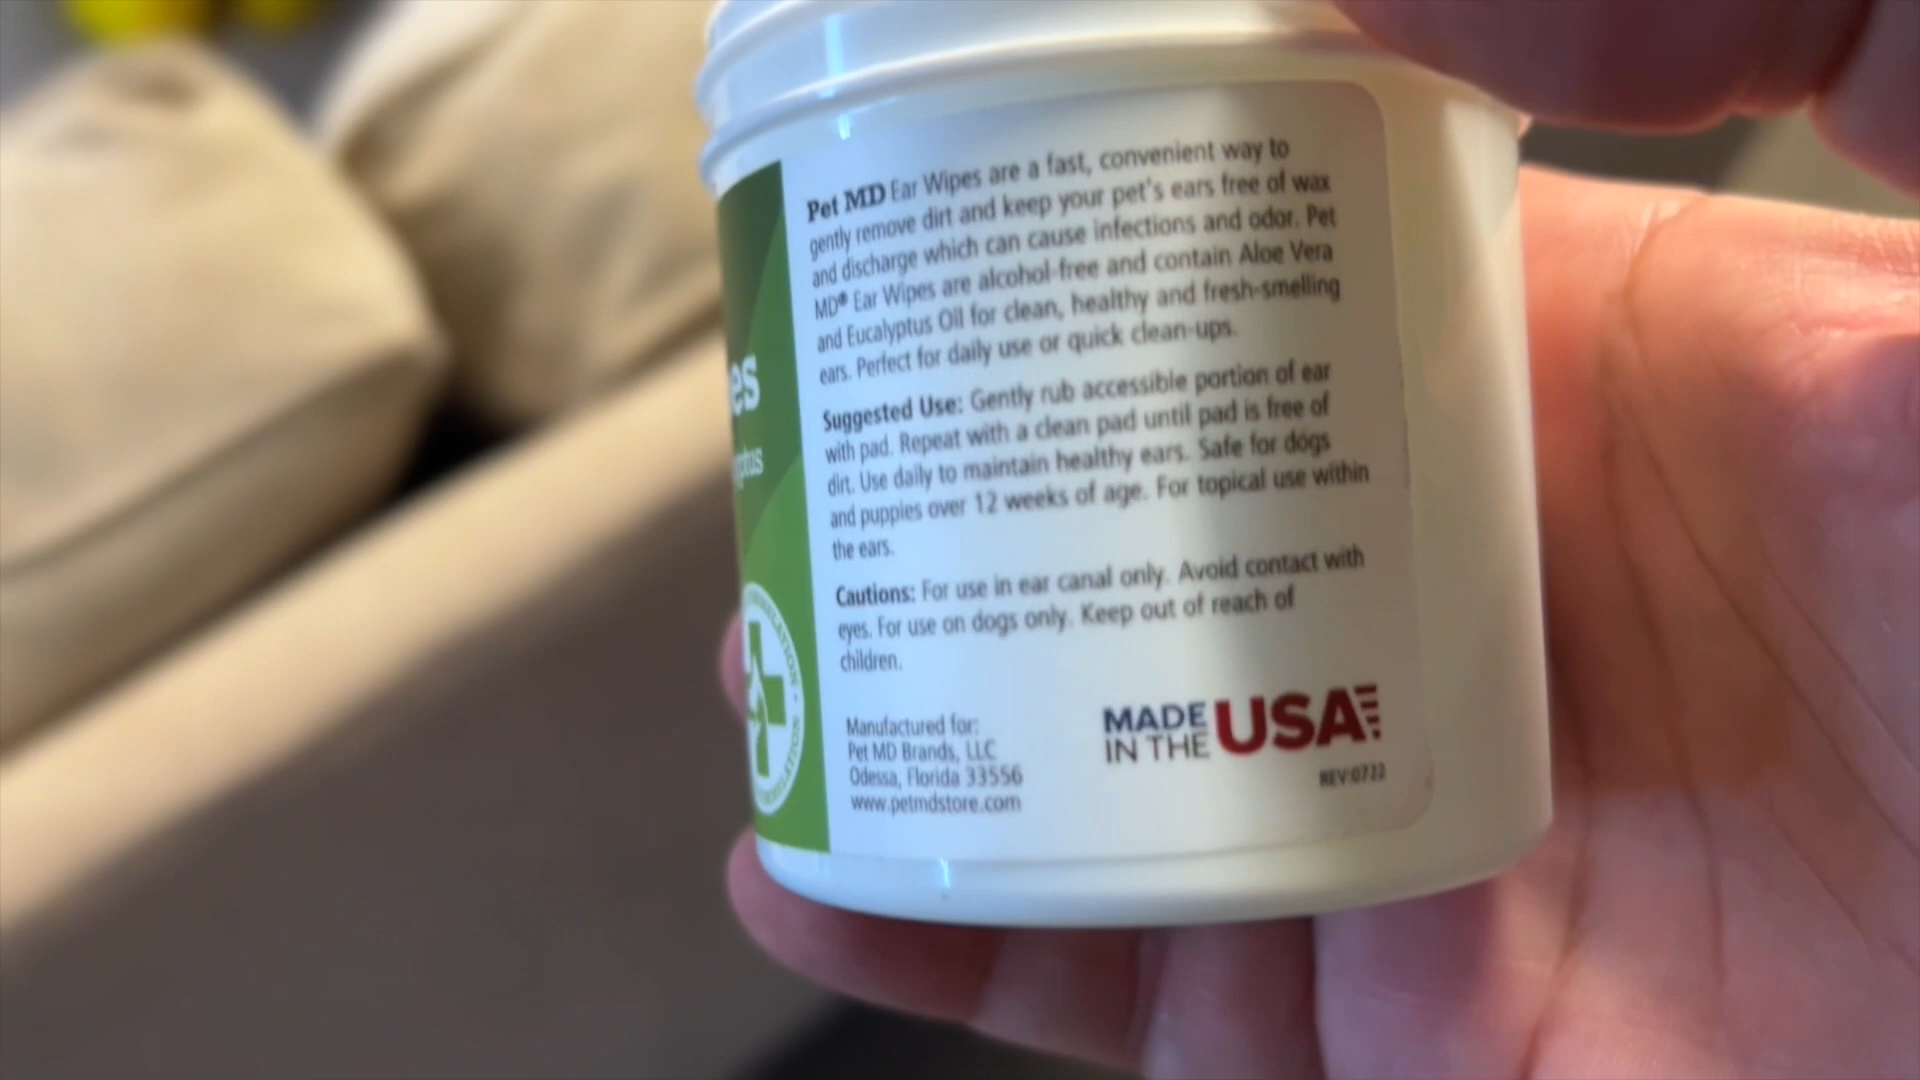 Pet MD Ear Wipes are a fast, convenient way to
gently remove dirt and keep your pet's ears free of wax
and discharge which can cause infections and odor. Pet
MD® Ear Wipes are alcohol-free and contain Aloe Vera
and Eucalyptus Oil for clean, healthy and fresh-smelling
ears. Perfect for daily use or quick clean-ups.
Suggested Use: Gently rub accessible portion of ear
with pad. Repeat with a clean pad until pad is free of
dirt. Use daily to maintain healthy ears. Safe for dogs
and puppies over 12 weeks of age. For topical use within
the ears.
Cautions: For use in ear canal only. Avoid contact with
eyes. For use on dogs only. Keep out of reach of
children.
Manufactured for:
Pet MD Brands, LLC
Odessa, Florida 33556
www.petmdstore.com
MADE
IN THE USA
REV:0722
es